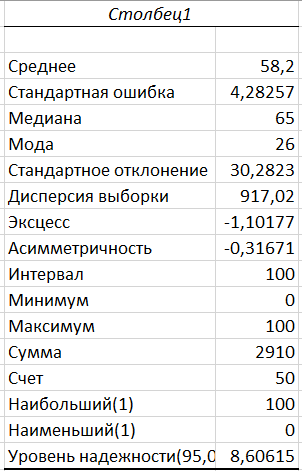 Столбец1
Среднее 58,2
Стандартная ошибка 4,28257
Медиана 65
Мода 26
Стандартное отклонение 30,2823
Дисперсия выборки 917,02
Эксцесс -1,10177
Асимметричность -0,31671
Интервал 100
Минимум 0
Максимум 100
Сумма 2910
Счет 50
Наибольший(1) 100
Наименьший(1) 0
Уровень надежности(95,0 8,60615